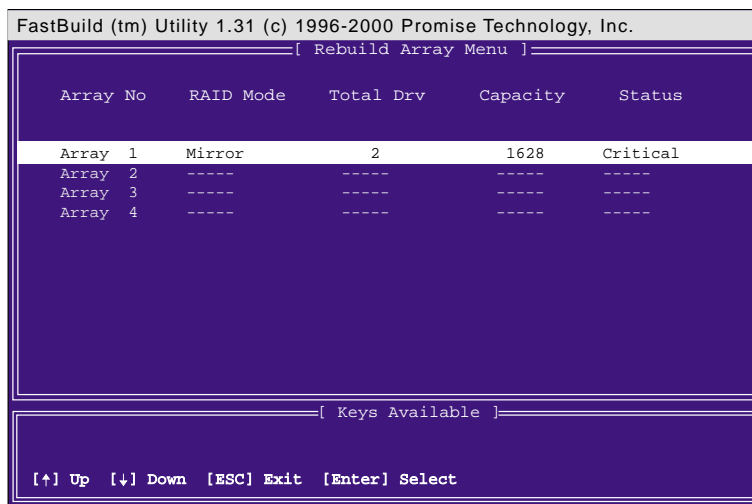 FastBuild (tm) Utility 1.31 (c) 1996-2000 Promise Technology, Inc.
[ Rebuild Array Menu ]
Array No RAID Mode Total Drv Capacity Status
Array 1 Mirror 2 1628 Critical
Array 2 ----- ----- ----- -----
Array 3 ----- ----- ----- -----
Array 4 ----- ----- ----- -----
[ Keys Available ]
[↑] Up [↓] Down [ESC] Exit [Enter] Select